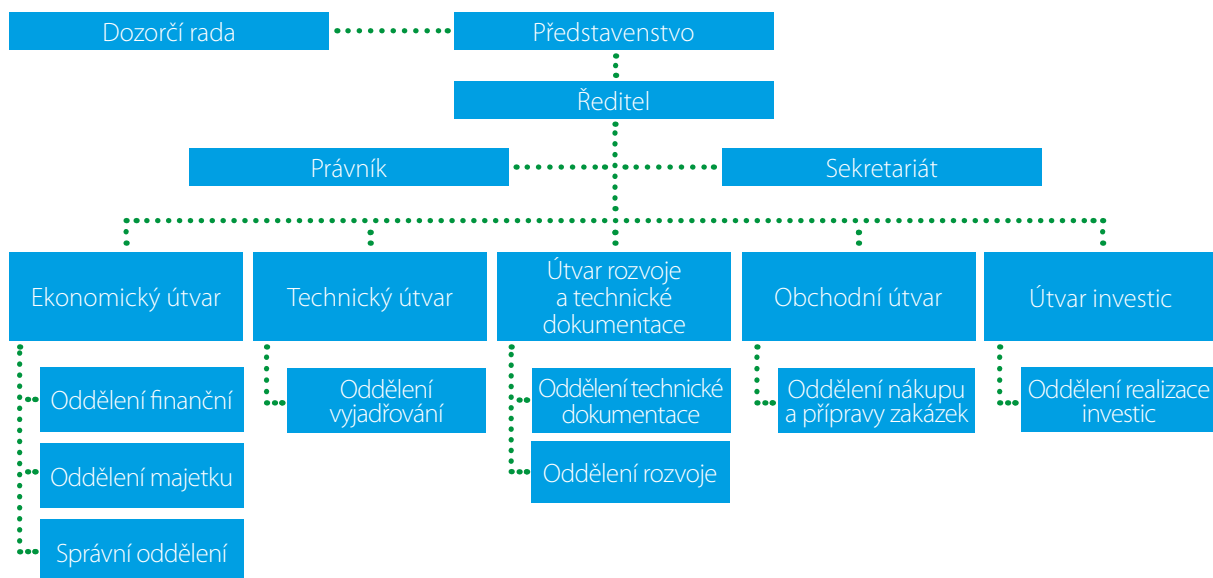 Dozorčí rada
Představenstvo
Ředitel
Právník
Sekretariát
Ekonomický útvar
Technický útvar
Útvar rozvoje
a technické
dokumentace
Obchodní útvar
Útvar investic
Oddělení finanční
Oddělení majetku
Správní oddělení
Oddělení
vyjadřování
Oddělení technické
dokumentace
Oddělení rozvoje
Oddělení nákupu
a přípravy zakázek
Oddělení realizace
investic